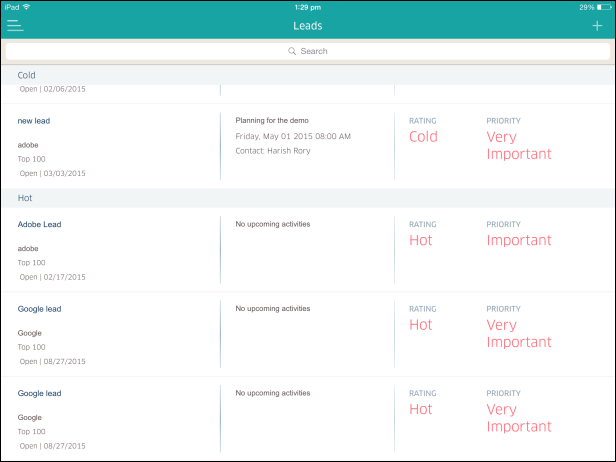 iPad 1:29 pm 29%
Leads
Search
Cold
Open | 02/06/2015
new lead
adobe
Top 100
Open | 03/03/2015
Planning for the demo
Friday, May 01 2015 08:00 AM
Contact: Harish Rory
RATING
Cold
PRIORITY
Very
Important
Hot
Adobe Lead
adobe
Top 100
Open | 02/17/2015
No upcoming activities
RATING
Hot
PRIORITY
Important
Google lead
Google
Top 100
Open | 08/27/2015
No upcoming activities
RATING
Hot
PRIORITY
Very
Important
Google lead
Google
Top 100
Open | 08/27/2015
No upcoming activities
RATING
Hot
PRIORITY
Very
Important